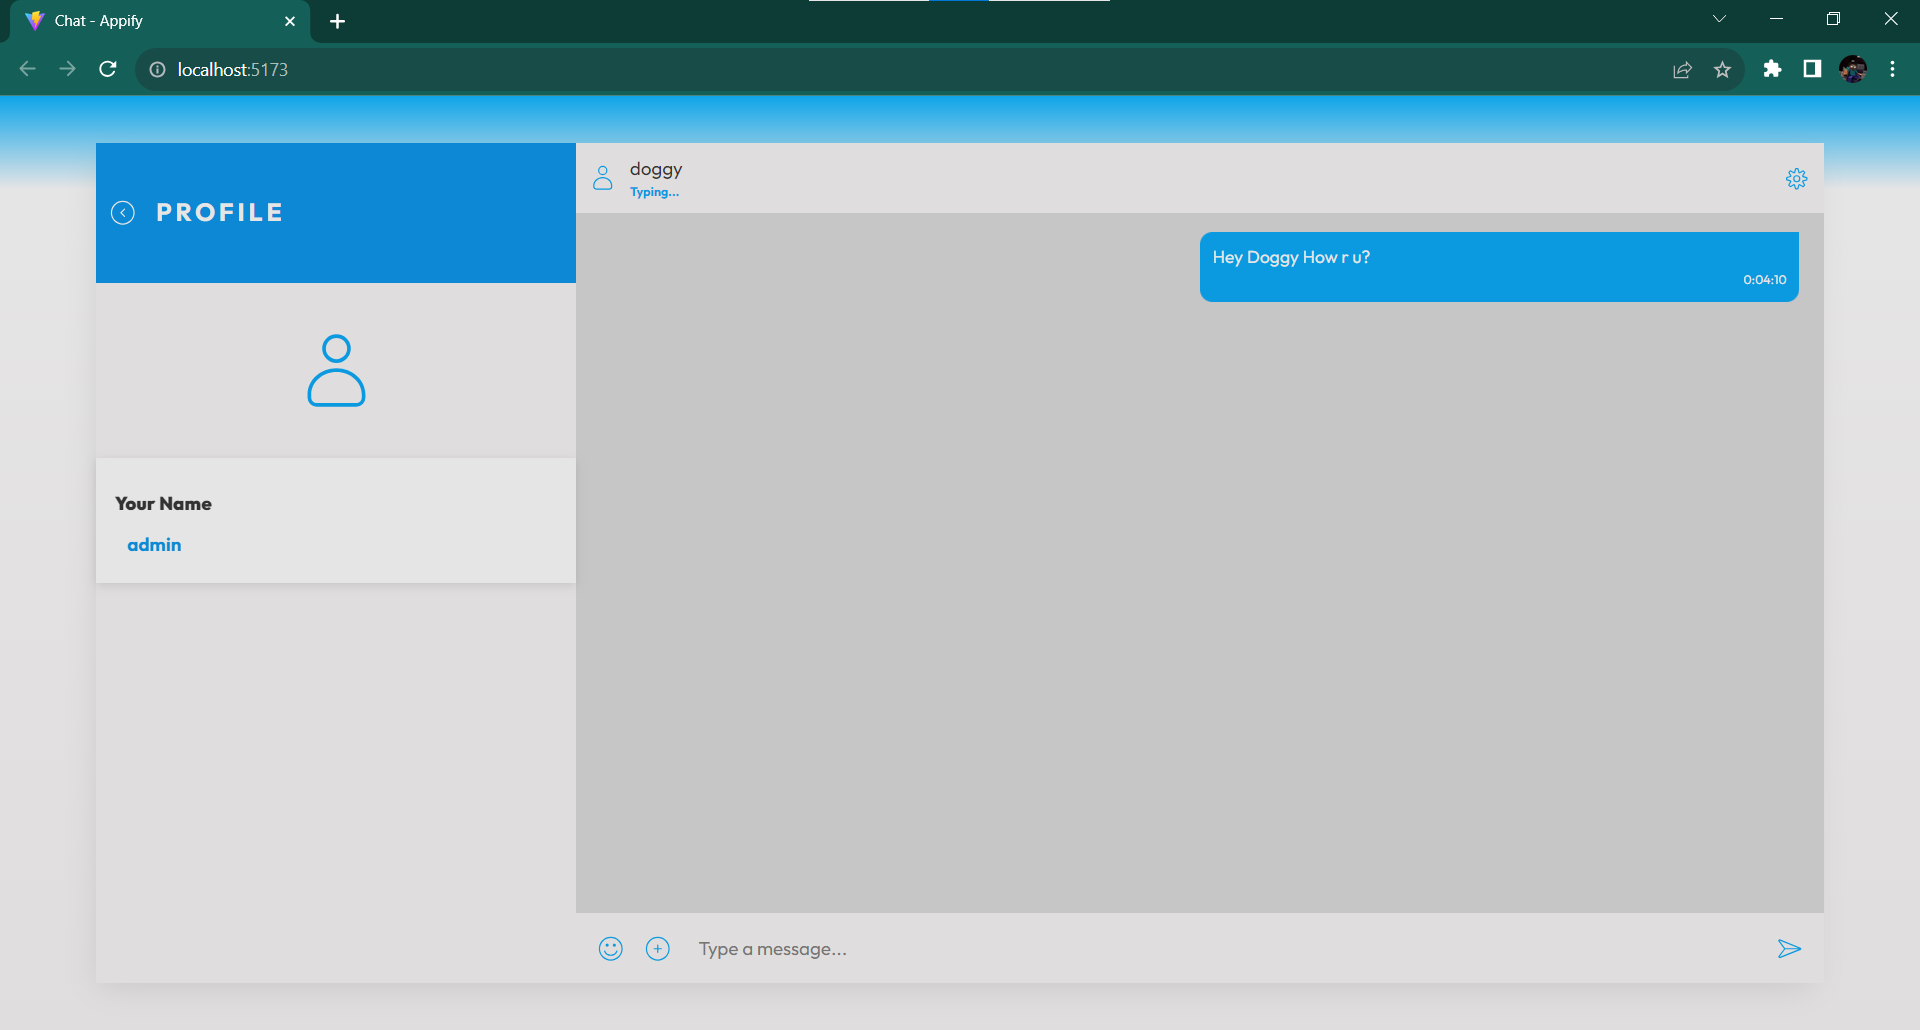 Chat - Appify
localhost:5173
PROFILE
Your Name
admin
doggy
Typing...
Hey Doggy How r u?
0:04:10
Type a message...